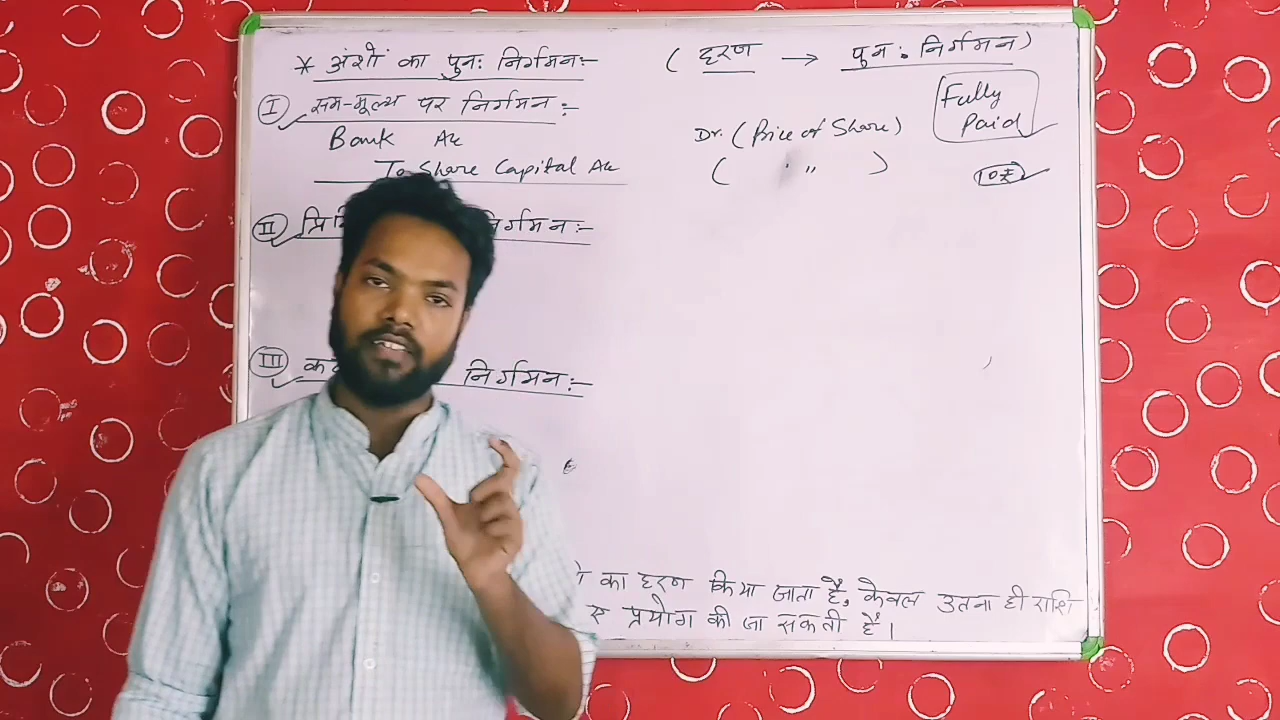 * अंशों का पुनः निर्गमन:- ( हरण → पुनः निर्गमन)
I सम-मूल्य पर निर्गमन :-
Fully Paid
Bank A/c Dr. (Price of Share)
To Share Capital A/c ( " )
10₹
II निर्गमन:-
III निर्गमन:-
का हरण किया जाता है, केवल उतना ही राशि
प्रयोग की जा सकती है।